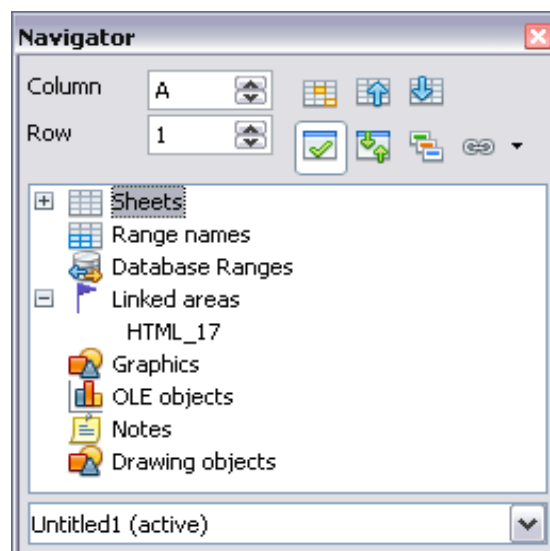 Navigator
Column A
Row 1
Sheets
Range names
Database Ranges
Linked areas
HTML_17
Graphics
OLE objects
Notes
Drawing objects
Untitled1 (active)